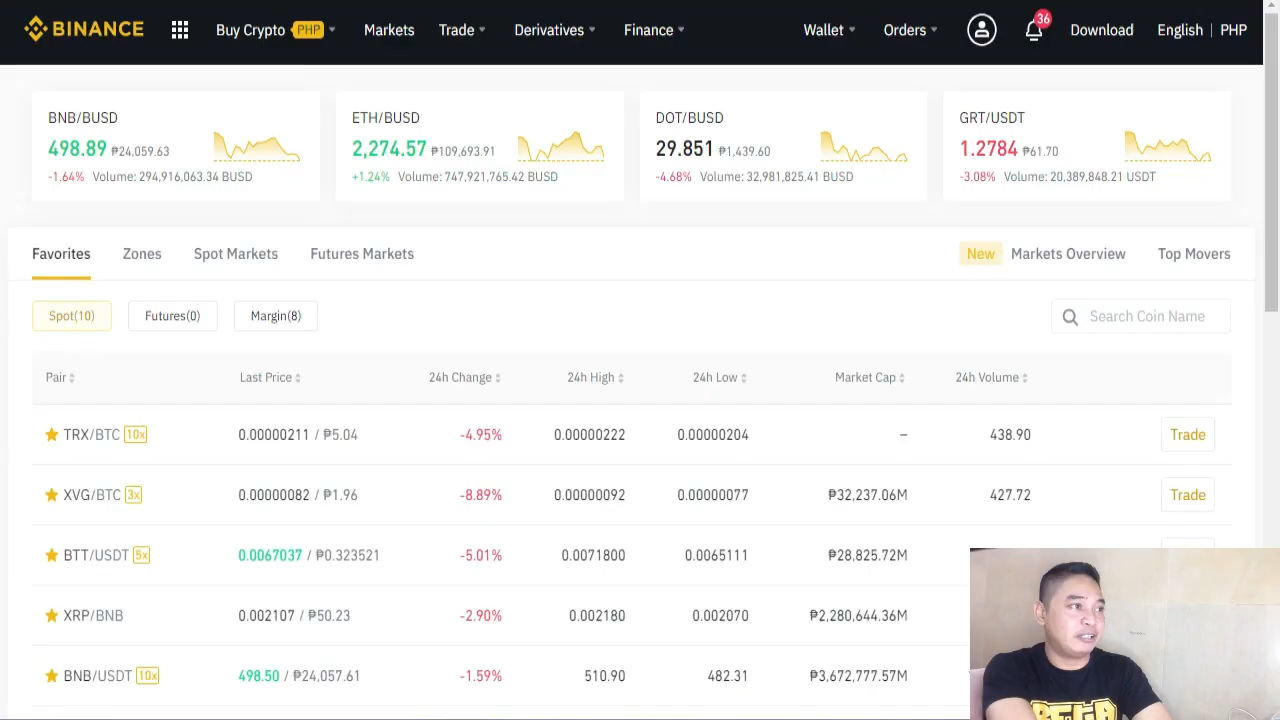 BINANCE Buy Crypto PHP Markets Trade Derivatives Finance Wallet Orders 36 Download English | PHP
BNB/BUSD
498.89 ₱24,059.63
-1.64% Volume: 294,916,063.34 BUSD
ETH/BUSD
2,274.57 ₱109,693.91
+1.24% Volume: 747,921,765.42 BUSD
DOT/BUSD
29.851 ₱1,439.60
-4.68% Volume: 32,981,825.41 BUSD
GRT/USDT
1.2784 ₱61.70
-3.08% Volume: 20,389,848.21 USDT
Favorites Zones Spot Markets Futures Markets New Markets Overview Top Movers
Spot(10) Futures(0) Margin(8) Search Coin Name
Pair Last Price 24h Change 24h High 24h Low Market Cap 24h Volume
TRX/BTC 10x 0.00000211 / ₱5.04 -4.95% 0.00000222 0.00000204 – 438.90 Trade
XVG/BTC 3x 0.00000082 / ₱1.96 -8.89% 0.00000092 0.00000077 ₱32,237.06M 427.72 Trade
BTT/USDT 5x 0.0067037 / ₱0.323521 -5.01% 0.0071800 0.0065111 ₱28,825.72M
XRP/BNB 0.002107 / ₱50.23 -2.90% 0.002180 0.002070 ₱2,280,644.36M
BNB/USDT 10x 498.50 / ₱24,057.61 -1.59% 510.90 482.31 ₱3,672,777.57M